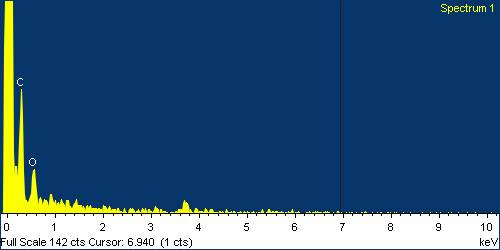 Spectrum 1
C
O
0 1 2 3 4 5 6 7 8 9 10
Full Scale 142 cts Cursor: 6.940 (1 cts) keV